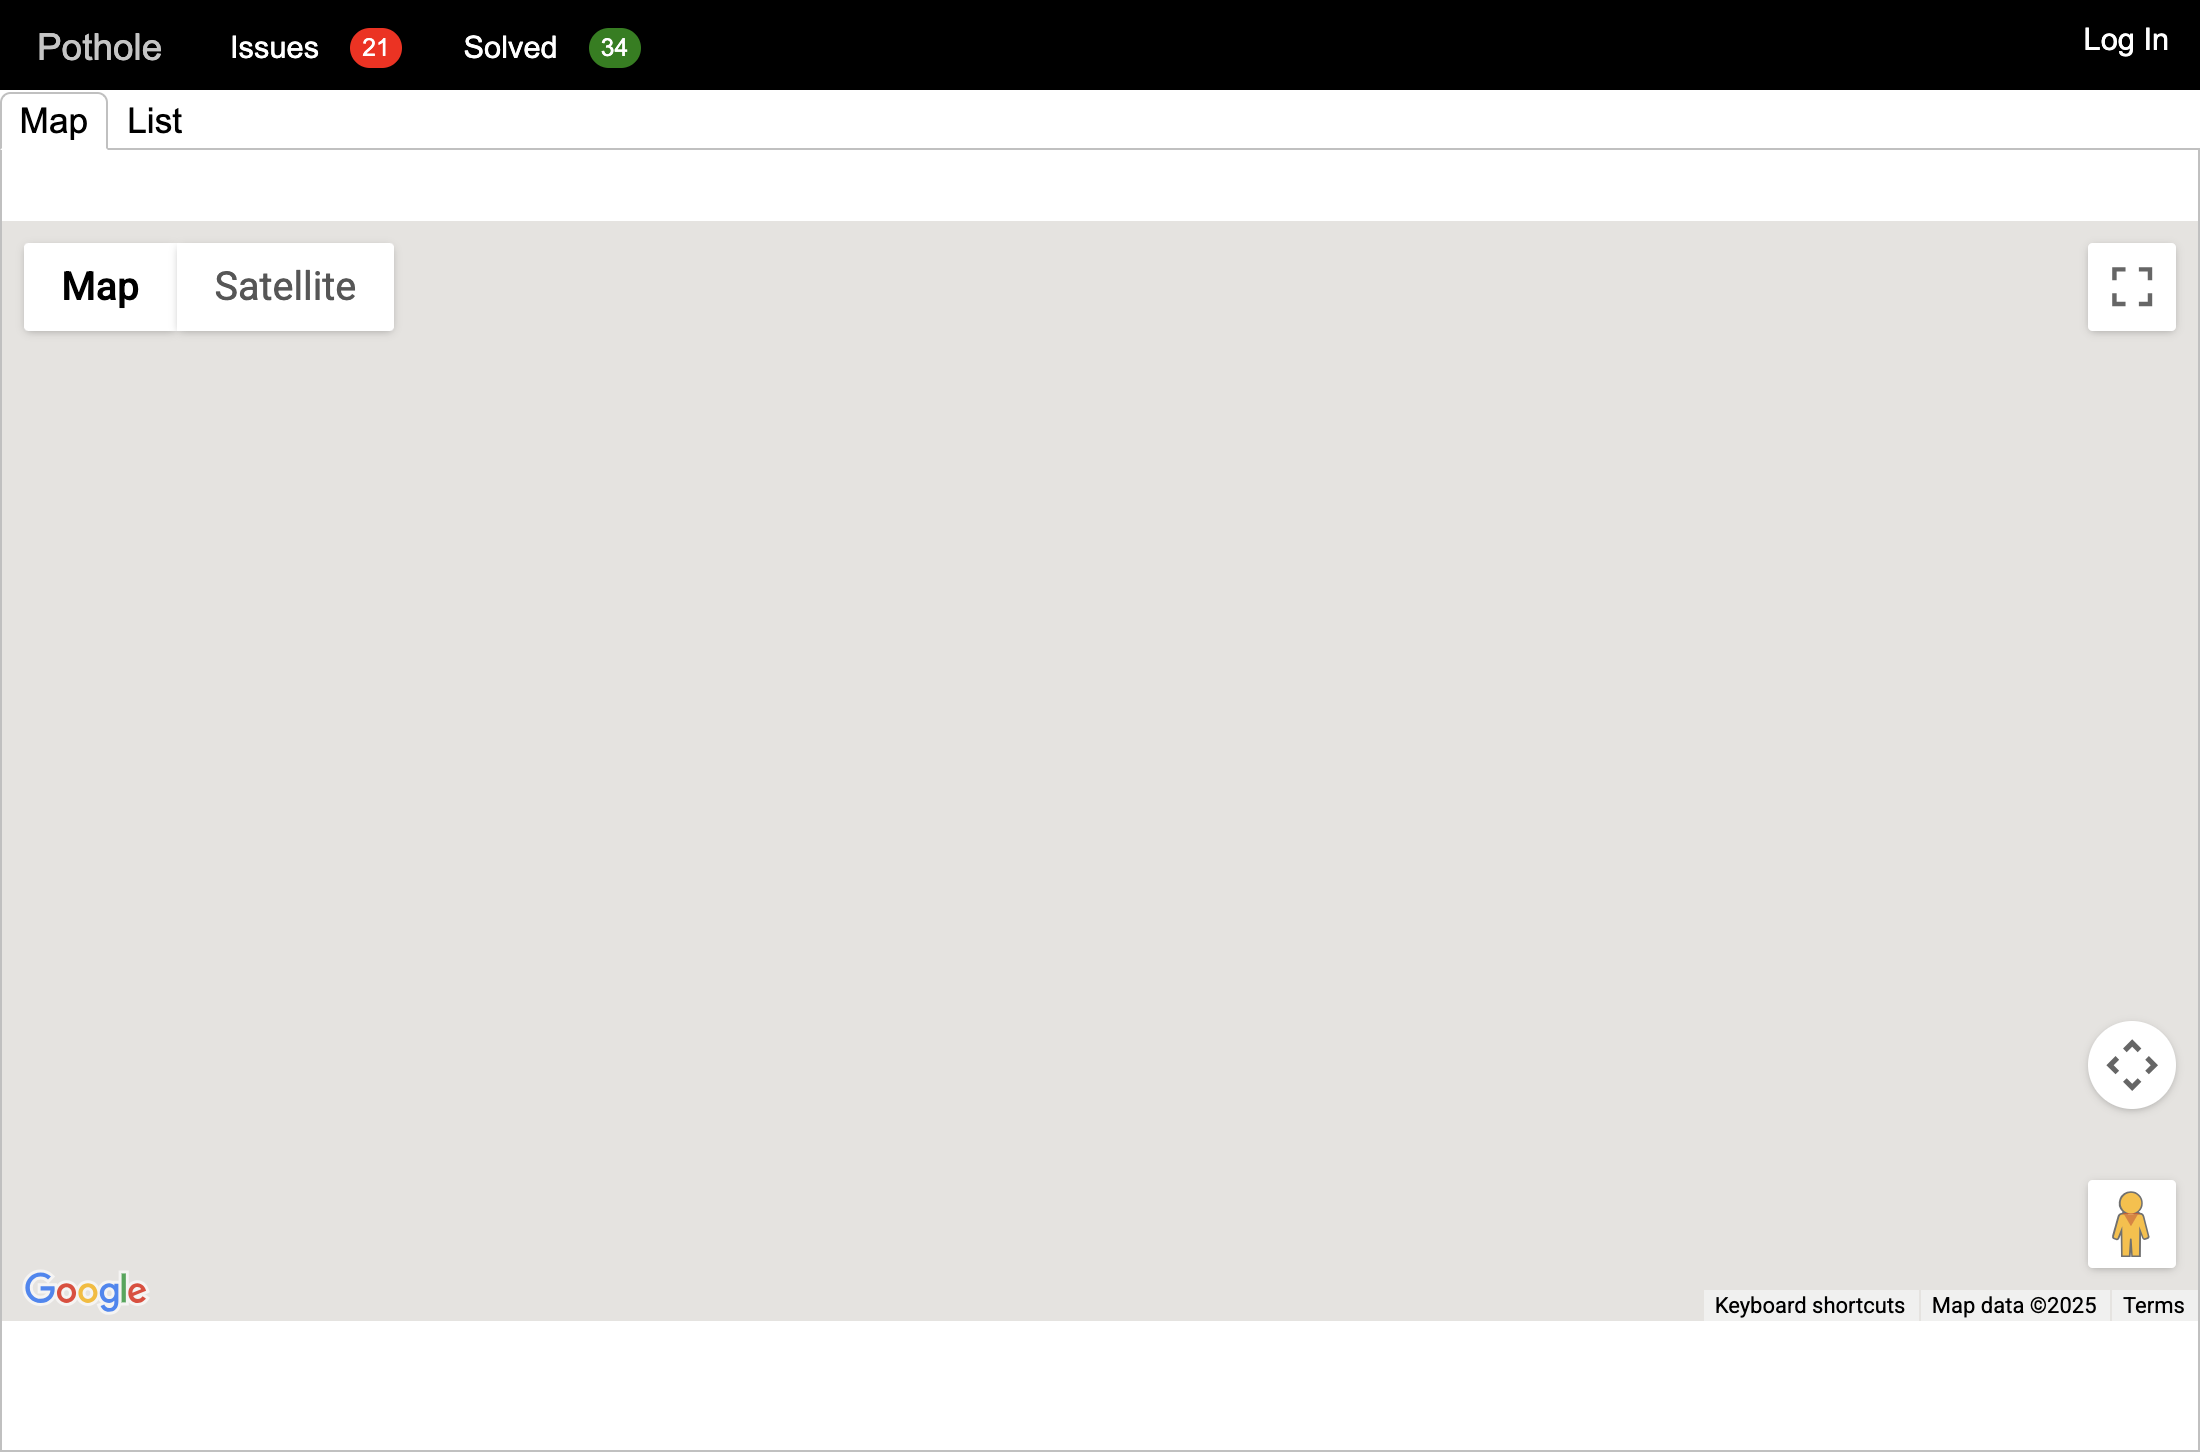 Pothole Issues 21 Solved 34 Log In
Map List
Map Satellite
Google
Keyboard shortcuts Map data ©2025 Terms